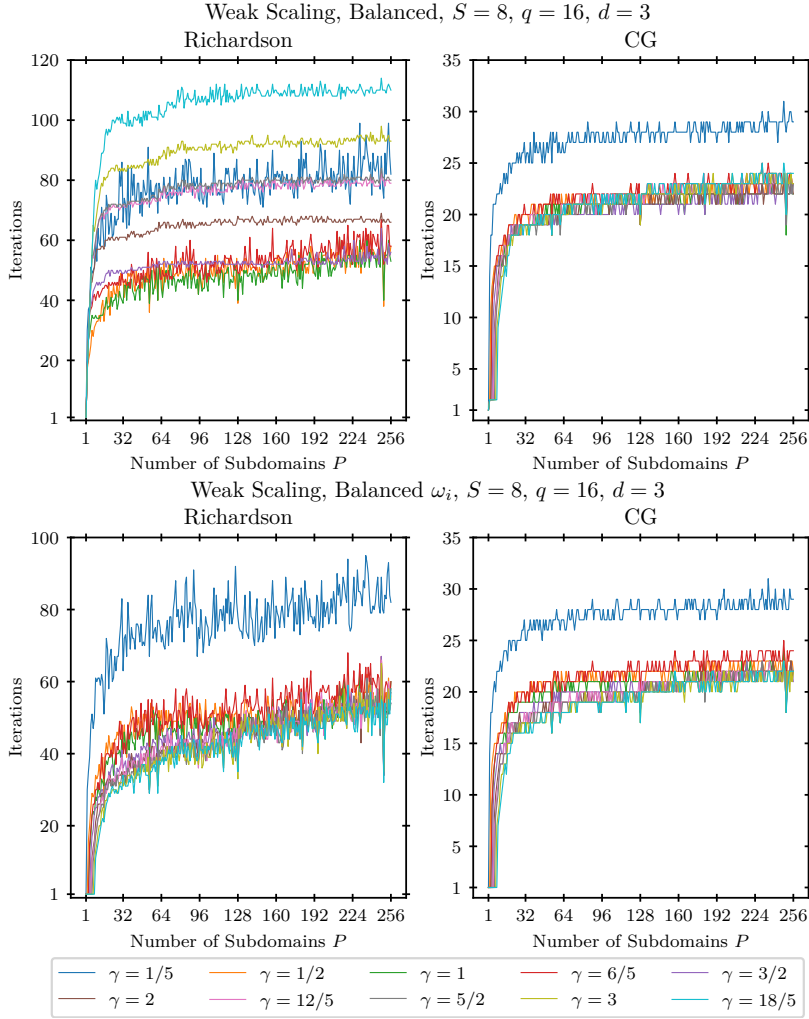 Weak Scaling, Balanced, S = 8, q = 16, d = 3
Richardson
CG
120
100
80
60
40
20
1
Iterations
1 32 64 96 128 160 192 224 256
Number of Subdomains P
35
30
25
20
15
10
5
1
Iterations
1 32 64 96 128 160 192 224 256
Number of Subdomains P
Weak Scaling, Balanced ω_i, S = 8, q = 16, d = 3
Richardson
CG
100
80
60
40
20
1
Iterations
1 32 64 96 128 160 192 224 256
Number of Subdomains P
35
30
25
20
15
10
5
1
Iterations
1 32 64 96 128 160 192 224 256
Number of Subdomains P
γ = 1/5 γ = 1/2 γ = 1 γ = 6/5 γ = 3/2
γ = 2 γ = 12/5 γ = 5/2 γ = 3 γ = 18/5